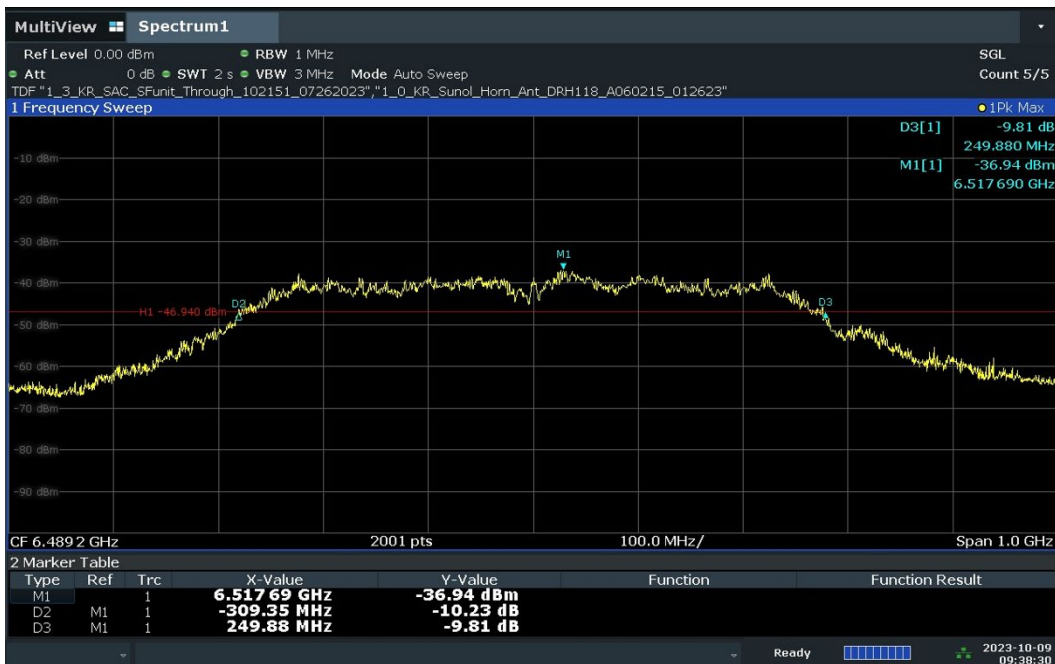 MultiView Spectrum1
Ref Level 0.00 dBm RBW 1 MHz SGL
Att 0 dB SWT 2 s VBW 3 MHz Mode Auto Sweep Count 5/5
TDF "1_3_KR_SAC_SFunit_Through_102151_07262023","1_0_KR_Sunol_Horn_Ant_DRH118_A060215_012623"
1 Frequency Sweep 1Pk Max
D3[1] -9.81 dB
249.880 MHz
-10 dBm
M1[1] -36.94 dBm
6.517 690 GHz
-20 dBm
-30 dBm
M1
-40 dBm
D2 D3
H1 -46.940 dBm
-50 dBm
-60 dBm
-70 dBm
-80 dBm
-90 dBm
CF 6.489 2 GHz 2001 pts 100.0 MHz/ Span 1.0 GHz
2 Marker Table
Type Ref Trc X-Value Y-Value Function Function Result
M1 1 6.517 69 GHz -36.94 dBm
D2 M1 1 -309.35 MHz -10.23 dB
D3 M1 1 249.88 MHz -9.81 dB
Ready 2023-10-09
09:38:30